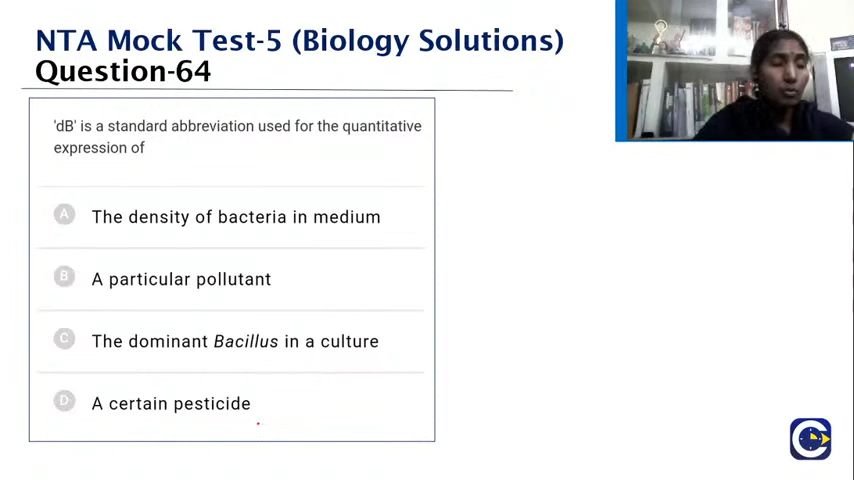 NTA Mock Test-5 (Biology Solutions)
Question-64
'dB' is a standard abbreviation used for the quantitative
expression of
A The density of bacteria in medium
B A particular pollutant
C The dominant Bacillus in a culture
D A certain pesticide